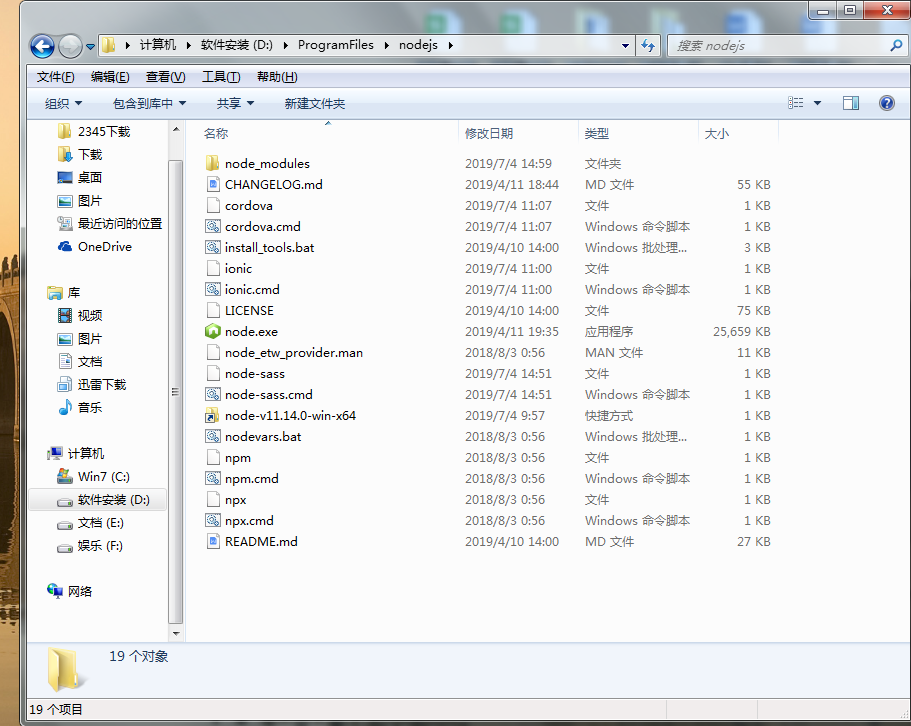 计算机 软件安装 (D:) ProgramFiles nodejs 搜索 nodejs
文件(F) 编辑(E) 查看(V) 工具(T) 帮助(H)
组织 包含到库中 共享 新建文件夹
2345下载
下载
桌面
图片
最近访问的位置
OneDrive
库
视频
图片
文档
迅雷下载
音乐
计算机
Win7 (C:)
软件安装 (D:)
文档 (E:)
娱乐 (F:)
网络
名称 修改日期 类型 大小
node_modules 2019/7/4 14:59 文件夹
CHANGELOG.md 2019/4/11 18:44 MD 文件 55 KB
cordova 2019/7/4 11:07 文件 1 KB
cordova.cmd 2019/7/4 11:07 Windows 命令脚本 1 KB
install_tools.bat 2019/4/10 14:00 Windows 批处理... 3 KB
ionic 2019/7/4 11:00 文件 1 KB
ionic.cmd 2019/7/4 11:00 Windows 命令脚本 1 KB
LICENSE 2019/4/10 14:00 文件 75 KB
node.exe 2019/4/11 19:35 应用程序 25,659 KB
node_etw_provider.man 2018/8/3 0:56 MAN 文件 11 KB
node-sass 2019/7/4 14:51 文件 1 KB
node-sass.cmd 2019/7/4 14:51 Windows 命令脚本 1 KB
node-v11.14.0-win-x64 2019/7/4 9:57 快捷方式 1 KB
nodevars.bat 2018/8/3 0:56 Windows 批处理... 1 KB
npm 2018/8/3 0:56 文件 1 KB
npm.cmd 2018/8/3 0:56 Windows 命令脚本 1 KB
npx 2018/8/3 0:56 文件 1 KB
npx.cmd 2018/8/3 0:56 Windows 命令脚本 1 KB
README.md 2019/4/10 14:00 MD 文件 27 KB
19 个对象
19 个项目